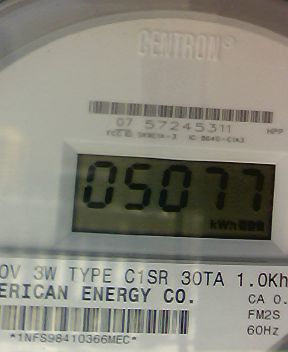 CENTRON®
07 57245311
HPP
05077
kWh
0V 3W TYPE C1SR 30TA 1.0Kh
ERICAN ENERGY CO.
CA 0.
FM2S
60Hz
*1NFS98410366MEC*